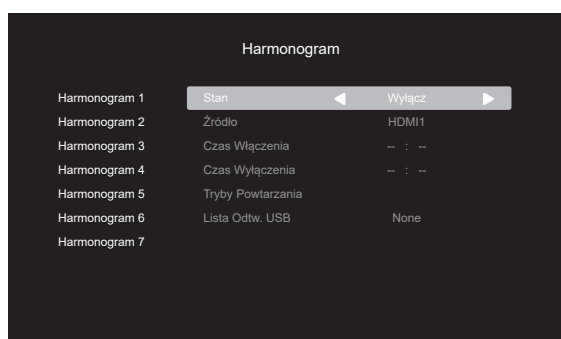 Harmonogram
Harmonogram 1 Stan Wyłącz
Harmonogram 2 Źródło HDMI1
Harmonogram 3 Czas Włączenia -- : --
Harmonogram 4 Czas Wyłączenia -- : --
Harmonogram 5 Tryby Powtarzania
Harmonogram 6 Lista Odtw. USB None
Harmonogram 7